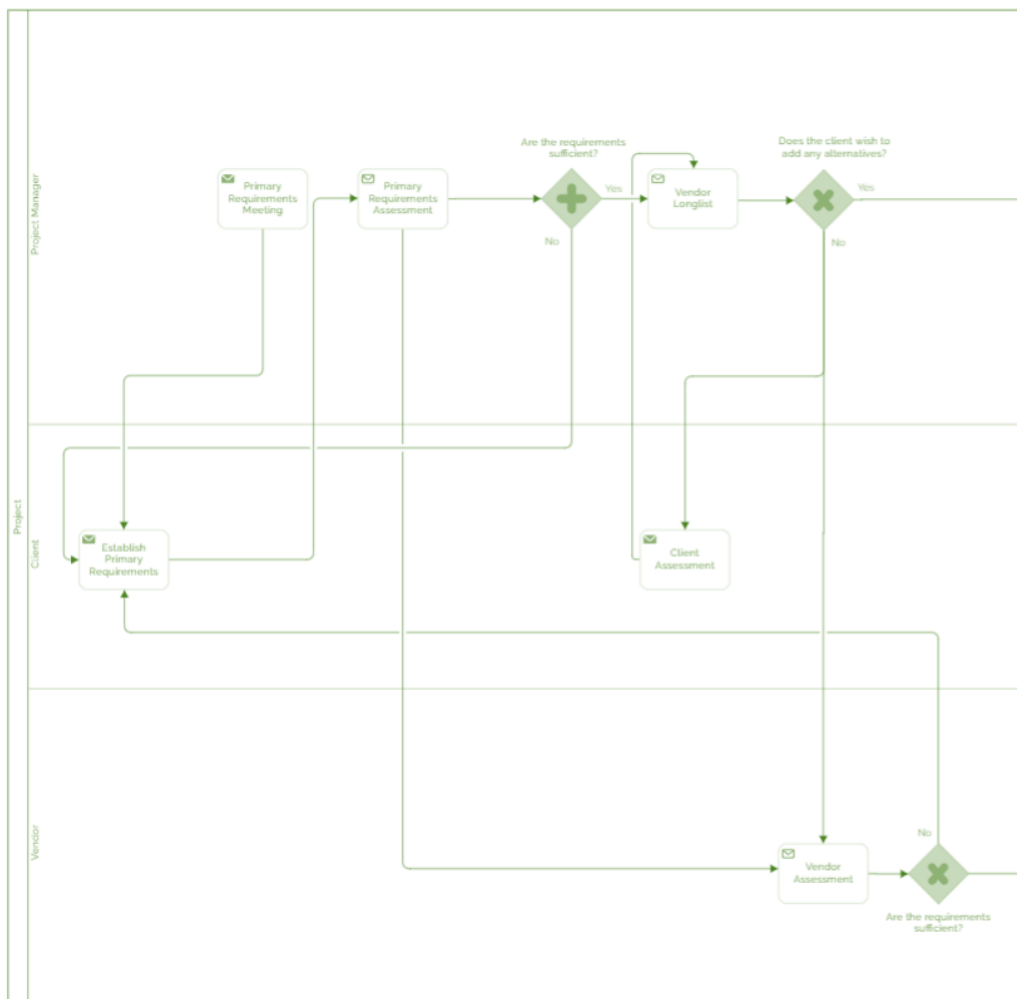 Project
Project Manager
Primary
Requirements
Meeting
Primary
Requirements
Assessment
Are the requirements
sufficient?
Yes
No
Vendor
Longlist
Does the client wish to
add any alternatives?
Yes
No
Client
Establish
Primary
Requirements
Client
Assessment
Vendor
Vendor
Assessment
No
Are the requirements
sufficient?